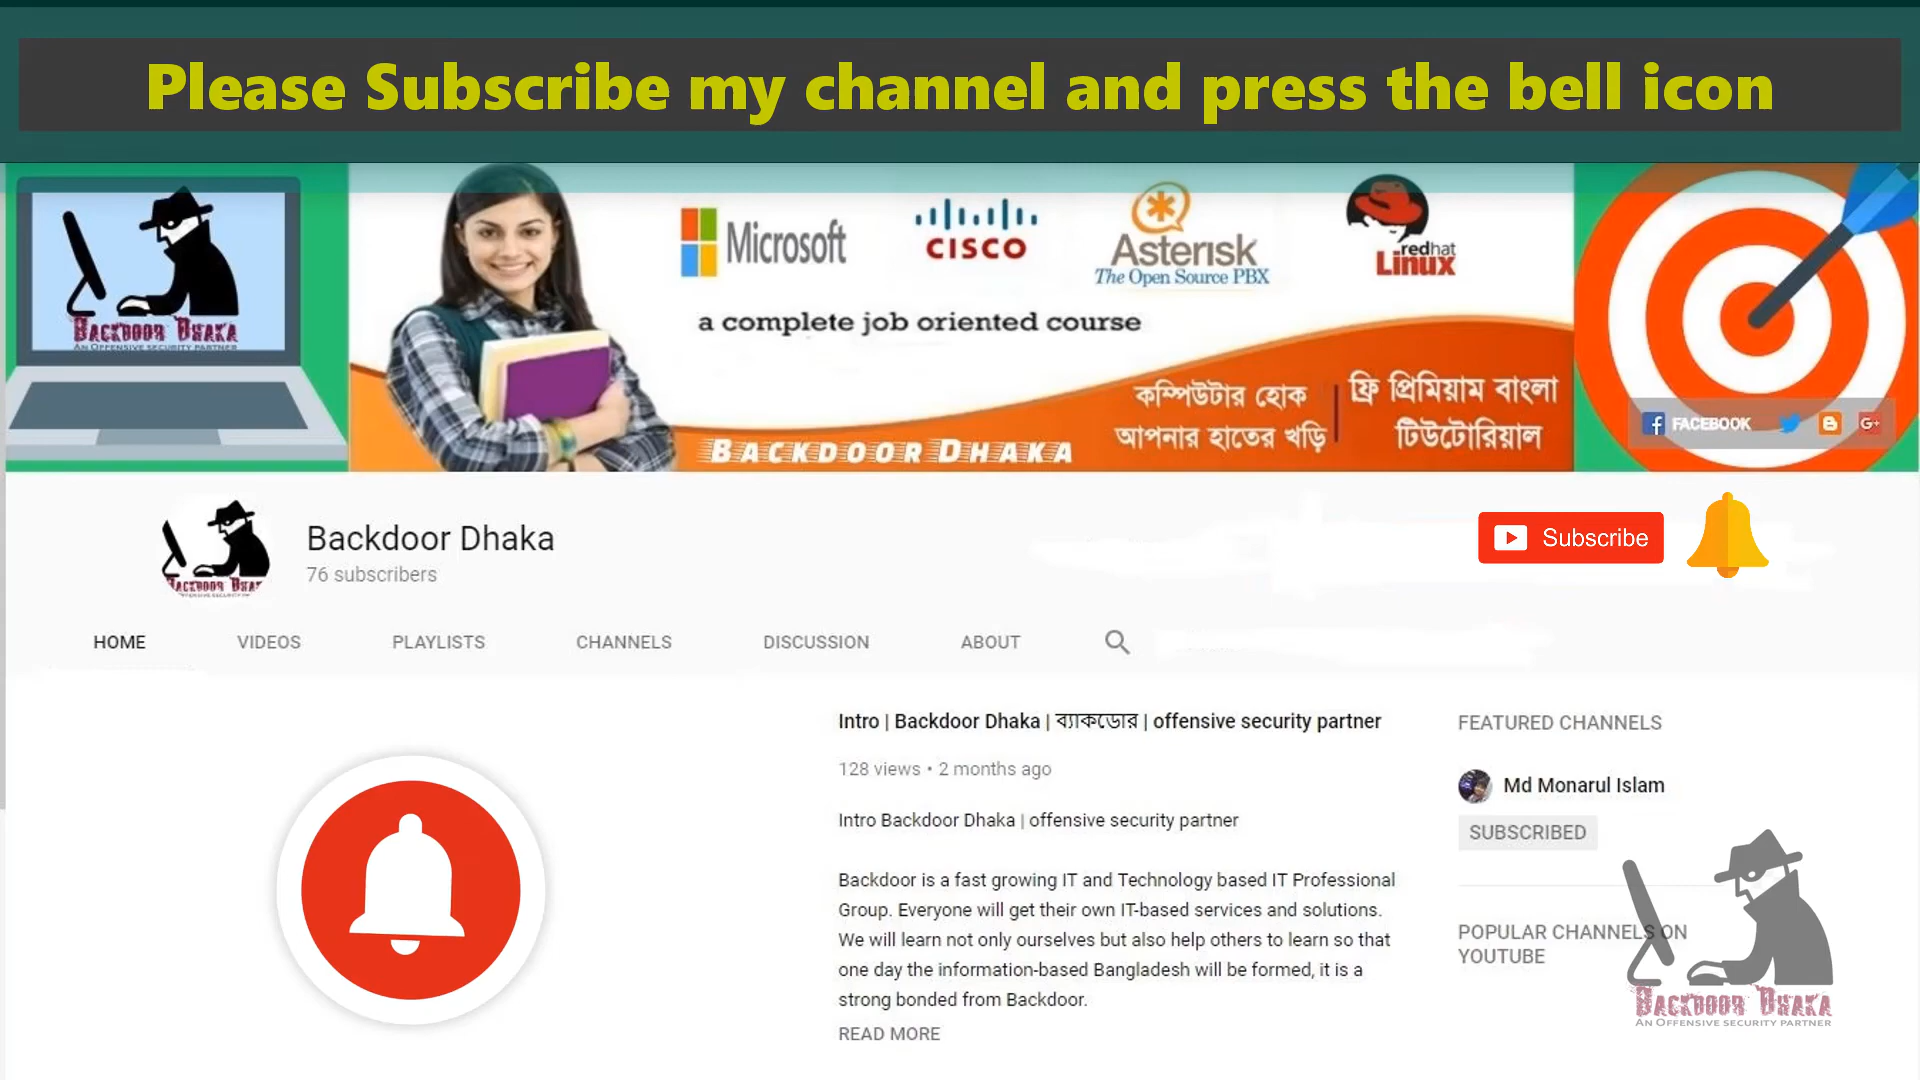 Please Subscribe my channel and press the bell icon
BACKDOOR DHAKA
AN OFFENSIVE SECURITY PARTNER
Microsoft
CISCO
Asterisk
The Open Source PBX
redhat
Linux
a complete job oriented course
BACKDOOR DHAKA
কম্পিউটার হোক
আপনার হাতের খড়ি
ফ্রি প্রিমিয়াম বাংলা
টিউটোরিয়াল
FACEBOOK
G+
BACKDOOR DHAKA
Backdoor Dhaka
76 subscribers
Subscribe
HOME VIDEOS PLAYLISTS CHANNELS DISCUSSION ABOUT
Intro | Backdoor Dhaka | ব্যাকডোর | offensive security partner
128 views • 2 months ago
Intro Backdoor Dhaka | offensive security partner
Backdoor is a fast growing IT and Technology based IT Professional
Group. Everyone will get their own IT-based services and solutions.
We will learn not only ourselves but also help others to learn so that
one day the information-based Bangladesh will be formed, it is a
strong bonded from Backdoor.
READ MORE
FEATURED CHANNELS
Md Monarul Islam
SUBSCRIBED
POPULAR CHANNELS ON
YOUTUBE
BACKDOOR DHAKA
AN OFFENSIVE SECURITY PARTNER